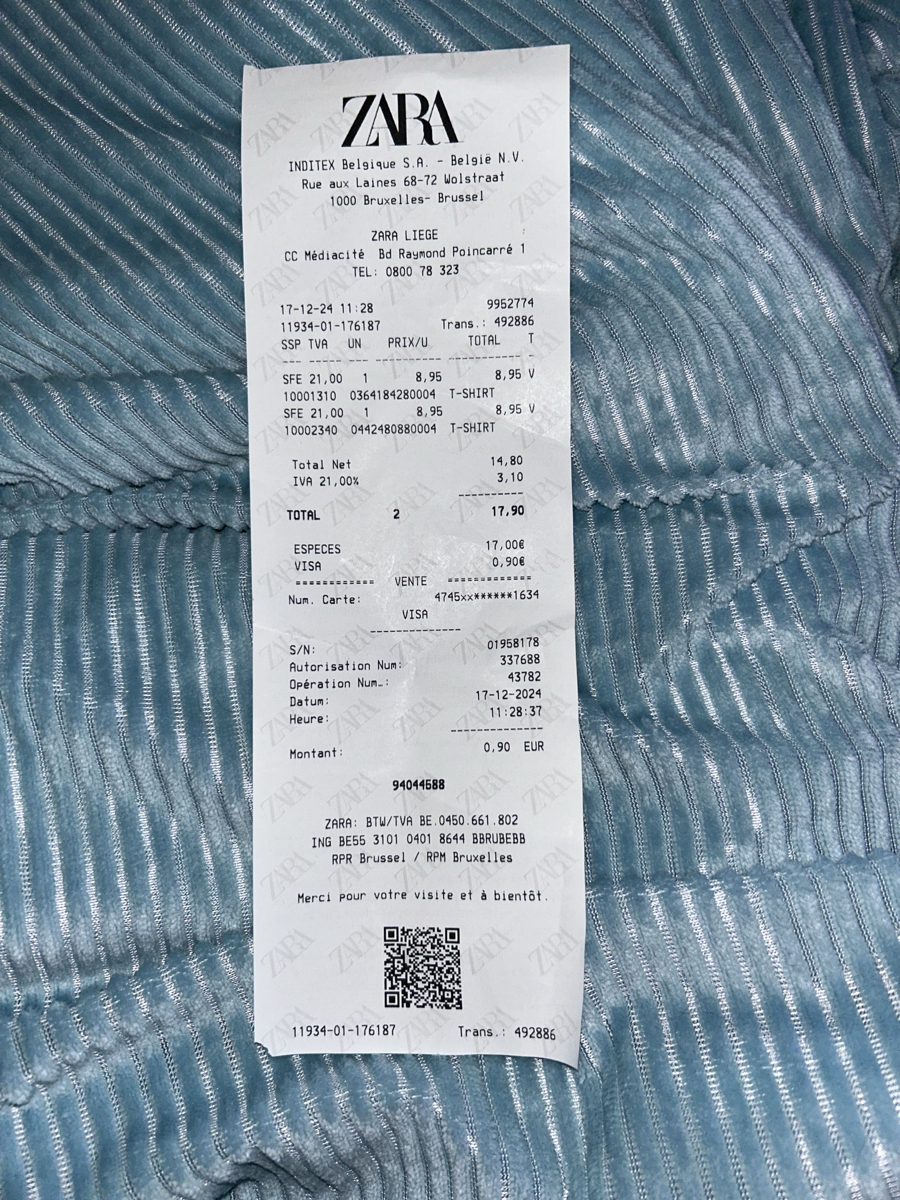 ZARA
INDITEX Belgique S.A. - België N.V.
Rue aux Laines 68-72 Wolstraat
1000 Bruxelles- Brussel
ZARA LIEGE
CC Médiacité Bd Raymond Poincarré 1
TEL: 0800 78 323
17-12-24 11:28 9952774
11934-01-176187 Trans.: 492886
SSP TVA UN PRIX/U TOTAL T
--- --- --- ---------- ---------- -
SFE 21,00 1 8,95 8,95 V
10001310 0364184280004 T-SHIRT
SFE 21,00 1 8,95 8,95 V
10002340 0442480880004 T-SHIRT
Total Net 14,80
IVA 21,00% 3,10
----------
TOTAL 2 17,90
ESPECES 17,00€
VISA 0,90€
============ VENTE =============
Num. Carte: 4745xx******1634
VISA
--------------
S/N: 01958178
Autorisation Num: 337688
Opération Num.: 43782
Datum: 17-12-2024
Heure: 11:28:37
--------------
Montant: 0,90 EUR
94044588
ZARA: BTW/TVA BE.0450.661.802
ING BE55 3101 0401 8644 BBRUBEBB
RPR Brussel / RPM Bruxelles
Merci pour votre visite et à bientôt.
11934-01-176187 Trans.: 492886